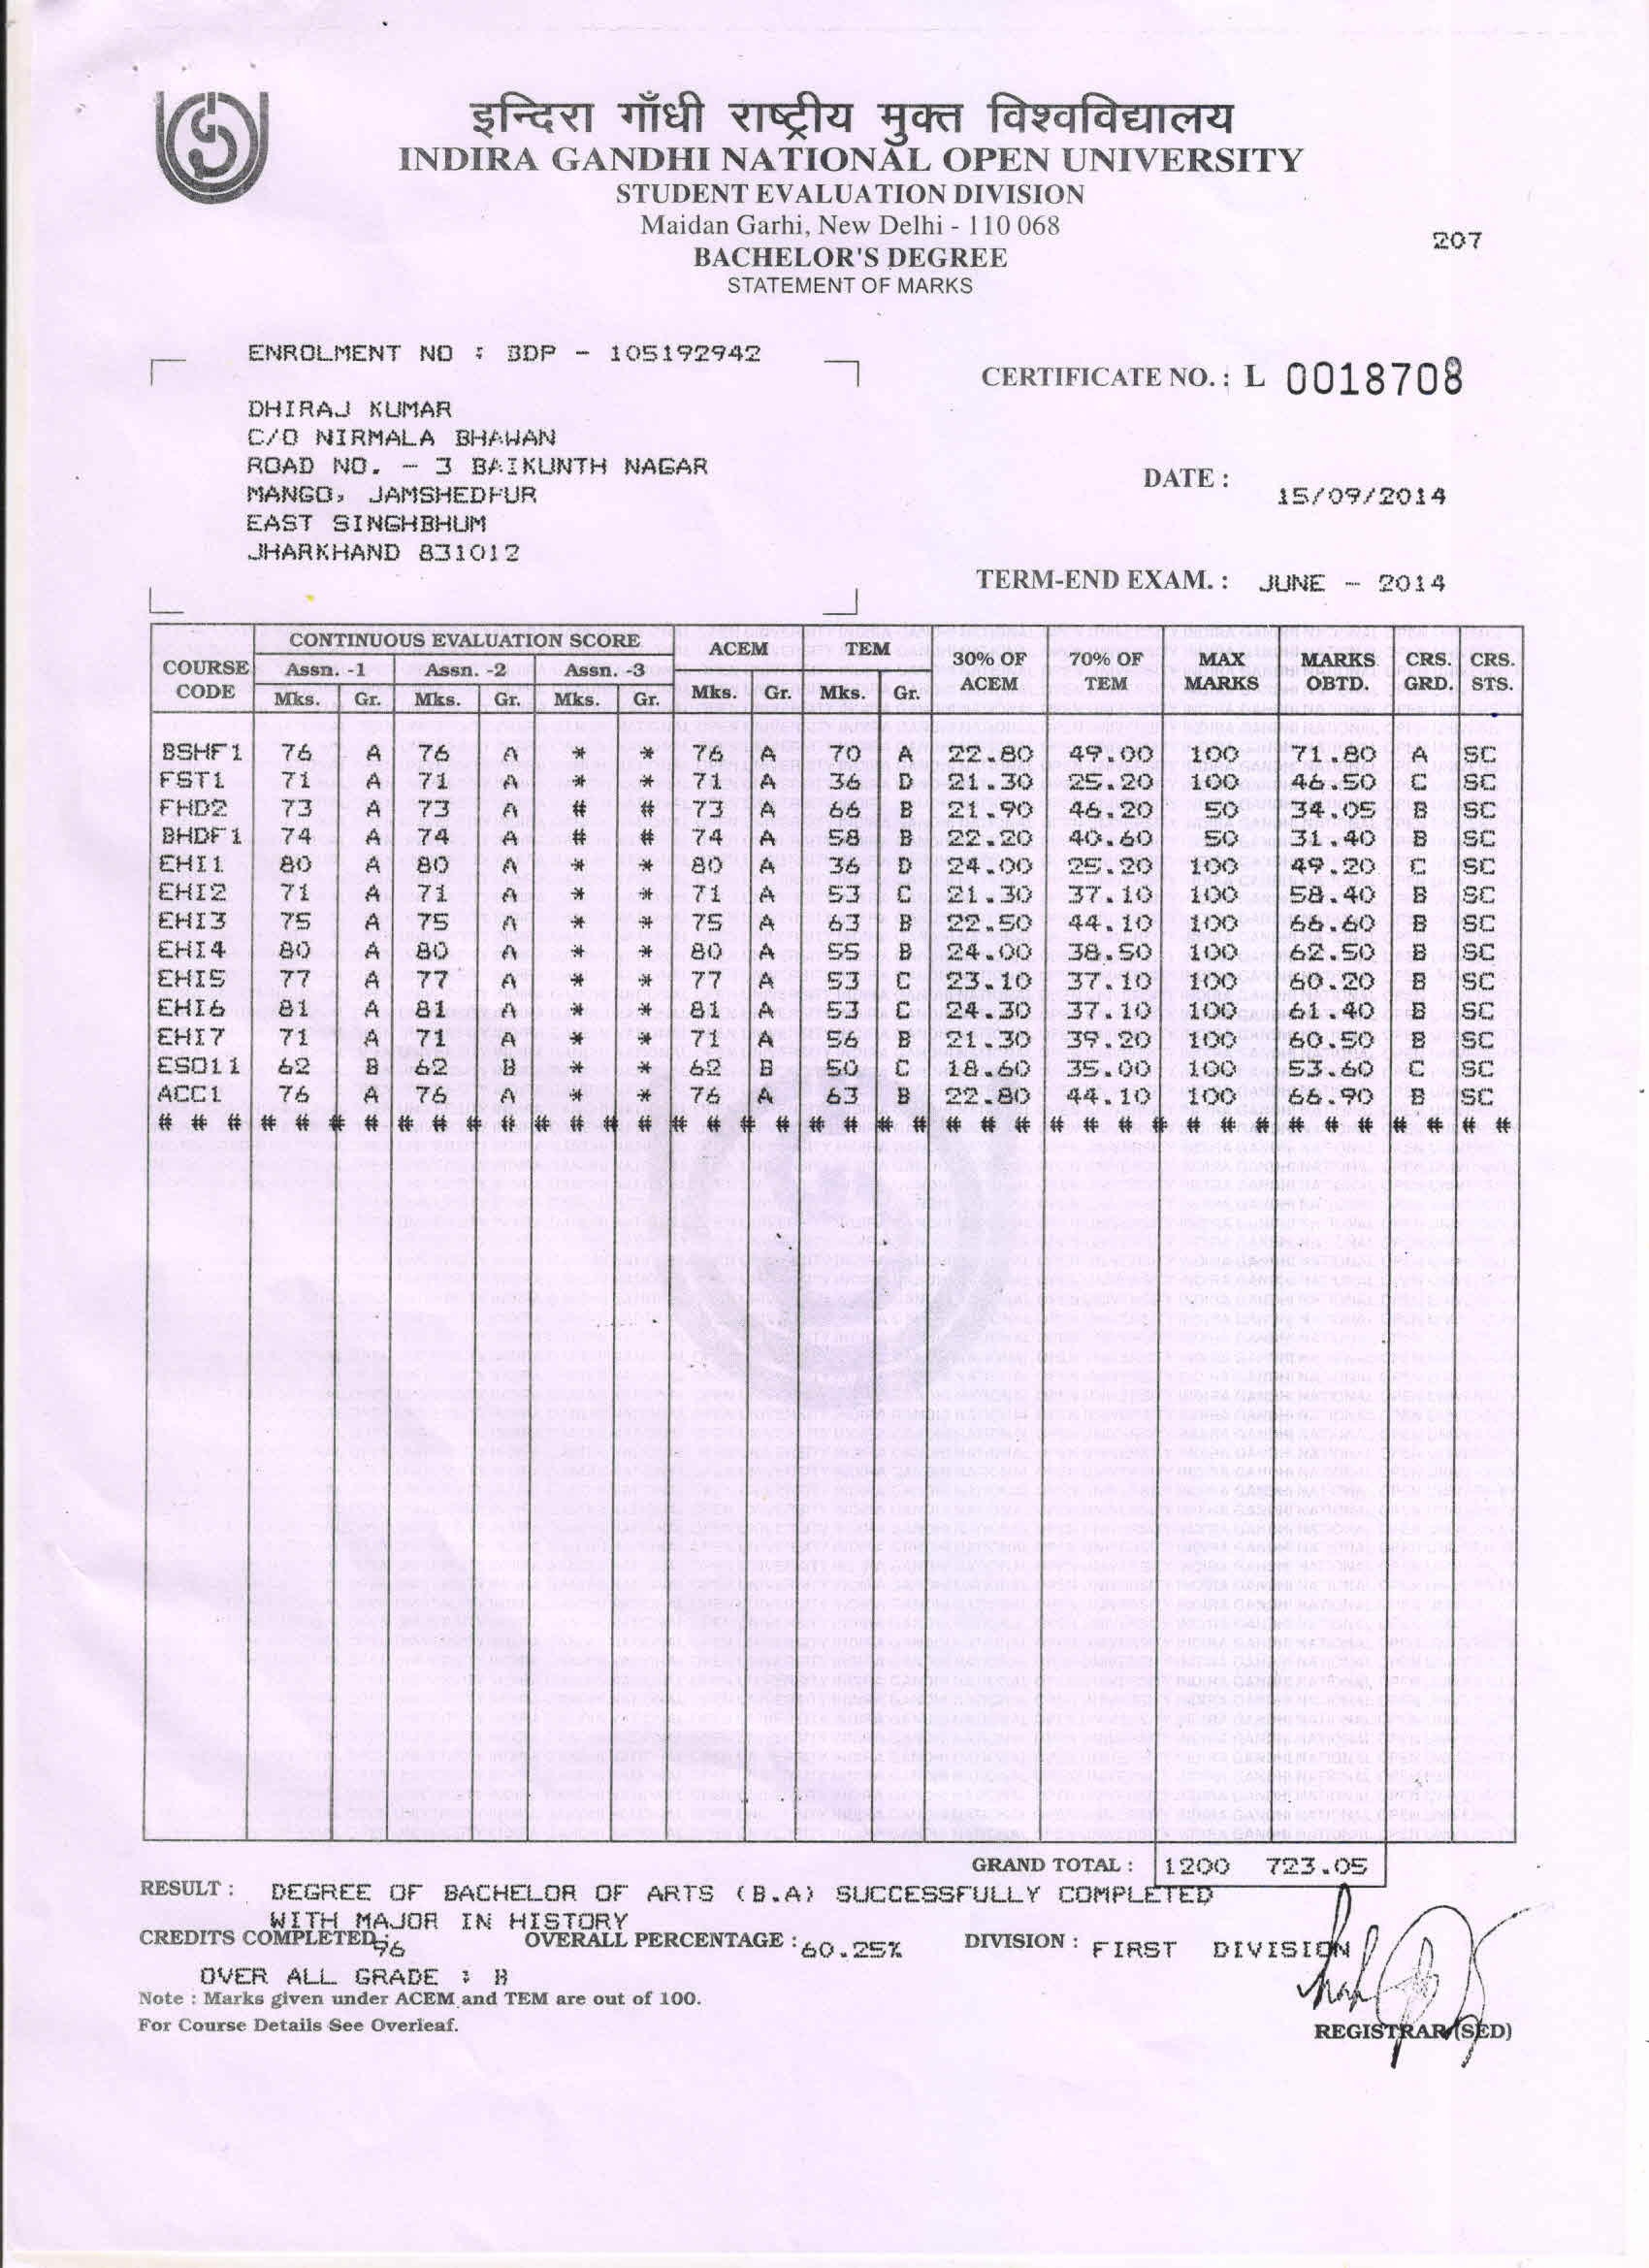 इन्दिरा गाँधी राष्ट्रीय मुक्त विश्वविद्यालय
INDIRA GANDHI NATIONAL OPEN UNIVERSITY
STUDENT EVALUATION DIVISION
Maidan Garhi, New Delhi - 110 068
207
BACHELOR'S DEGREE
STATEMENT OF MARKS
ENROLMENT NO : BDP - 105192942
CERTIFICATE NO. : L 0018708
DHIRAJ KUMAR
C/O NIRMALA BHAWAN
ROAD NO. - 3 BAIKUNTH NAGAR
MANGO, JAMSHEDPUR
EAST SINGHBHUM
JHARKHAND 831012
DATE : 15/09/2014
TERM-END EXAM. : JUNE - 2014
COURSE CODE CONTINUOUS EVALUATION SCORE ACEM TEM 30% OF ACEM 70% OF TEM MAX MARKS MARKS OBTD. CRS. GRD. CRS. STS.
Assn. -1 Assn. -2 Assn. -3
Mks. Gr. Mks. Gr. Mks. Gr. Mks. Gr. Mks. Gr.
BSHF1 76 A 76 A * * 76 A 70 A 22.80 49.00 100 71.80 A SC
FST1 71 A 71 A * * 71 A 36 D 21.30 25.20 100 46.50 C SC
FHD2 73 A 73 A # # 73 A 66 B 21.90 46.20 50 34.05 B SC
BHDF1 74 A 74 A # # 74 A 58 B 22.20 40.60 50 31.40 B SC
EHI1 80 A 80 A * * 80 A 36 D 24.00 25.20 100 49.20 C SC
EHI2 71 A 71 A * * 71 A 53 C 21.30 37.10 100 58.40 B SC
EHI3 75 A 75 A * * 75 A 63 B 22.50 44.10 100 66.60 B SC
EHI4 80 A 80 A * * 80 A 55 B 24.00 38.50 100 62.50 B SC
EHI5 77 A 77 A * * 77 A 53 C 23.10 37.10 100 60.20 B SC
EHI6 81 A 81 A * * 81 A 53 C 24.30 37.10 100 61.40 B SC
EHI7 71 A 71 A * * 71 A 56 B 21.30 39.20 100 60.50 B SC
ESO11 62 B 62 B * * 62 B 50 C 18.60 35.00 100 53.60 C SC
ACC1 76 A 76 A * * 76 A 63 B 22.80 44.10 100 66.90 B SC
# # # # # # # # # # # # # # # # # # # # # # # # # # # # # # # # # # # # # # # #
GRAND TOTAL : 1200 723.05
RESULT : DEGREE OF BACHELOR OF ARTS (B.A) SUCCESSFULLY COMPLETED
WITH MAJOR IN HISTORY
CREDITS COMPLETED : 96 OVERALL PERCENTAGE : 60.25% DIVISION : FIRST DIVISION
OVER ALL GRADE : B
Note : Marks given under ACEM and TEM are out of 100.
For Course Details See Overleaf.
REGISTRAR (SED)